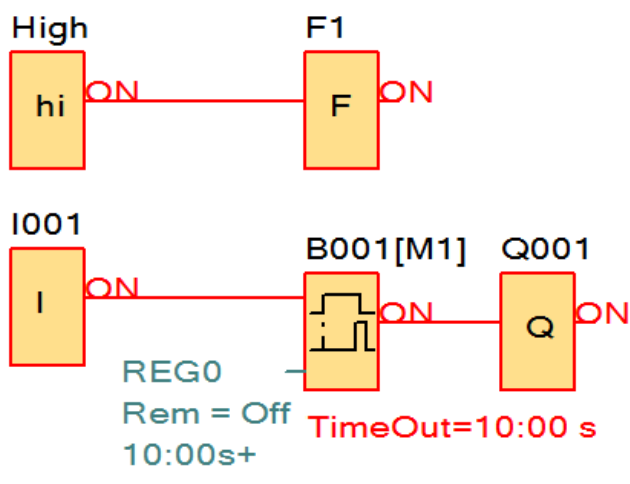 High
F1
hi
ON
F
ON
I001
B001[M1]
Q001
I
ON
ON
Q
ON
REG0
Rem = Off
10:00s+
TimeOut=10:00 s